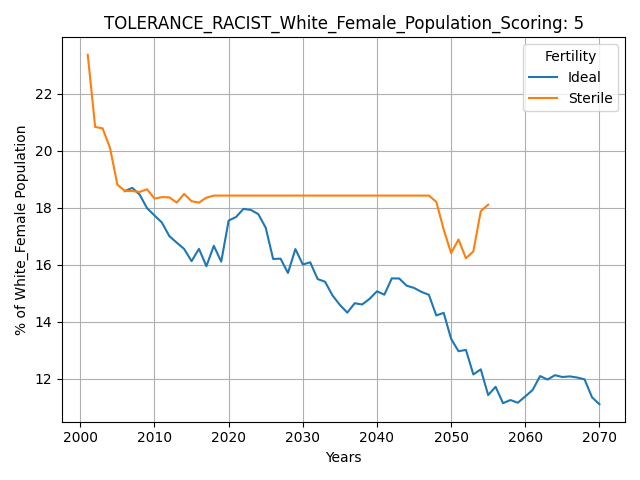 TOLERANCE_RACIST_White_Female_Population_Scoring: 5
Fertility
Ideal
Sterile
% of White_Female Population
22
20
18
16
14
12
2000 2010 2020 2030 2040 2050 2060 2070
Years